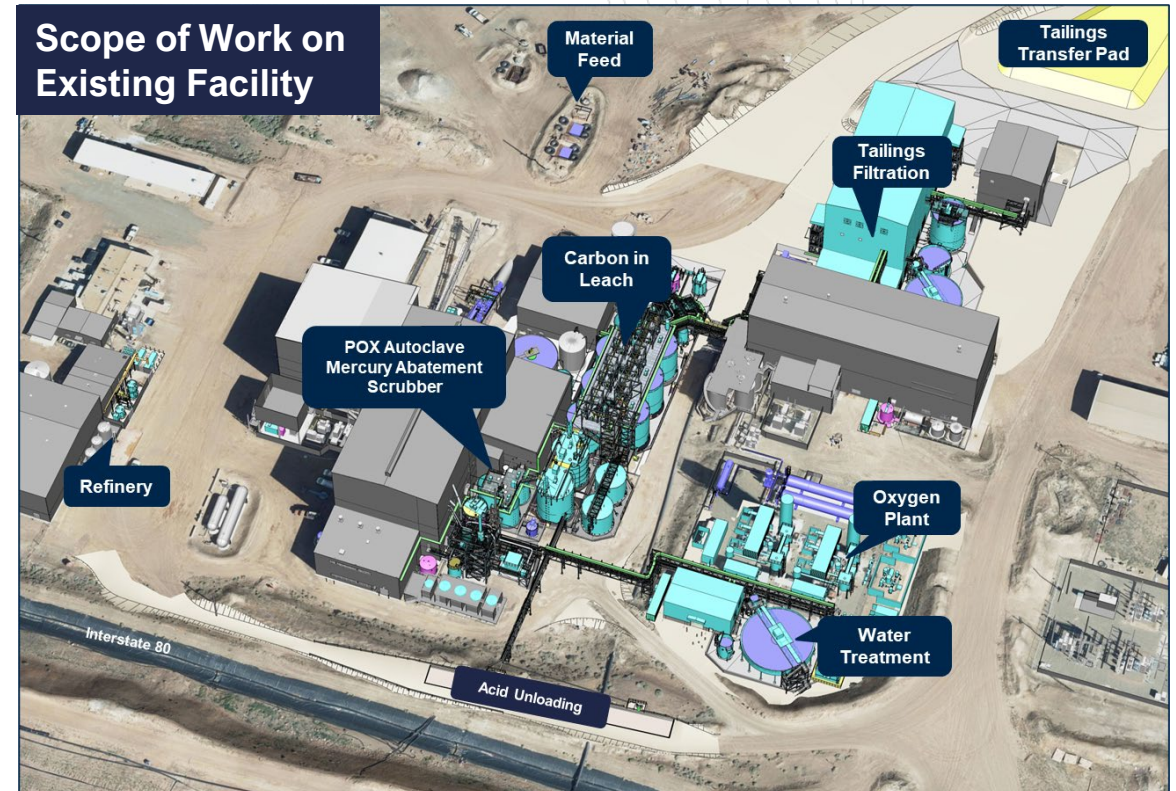 Scope of Work on
Existing Facility
Material
Feed
Tailings
Transfer Pad
Tailings
Filtration
Carbon in
Leach
POX Autoclave
Mercury Abatement
Scrubber
Refinery
Oxygen
Plant
Water
Treatment
Interstate 80
Acid Unloading